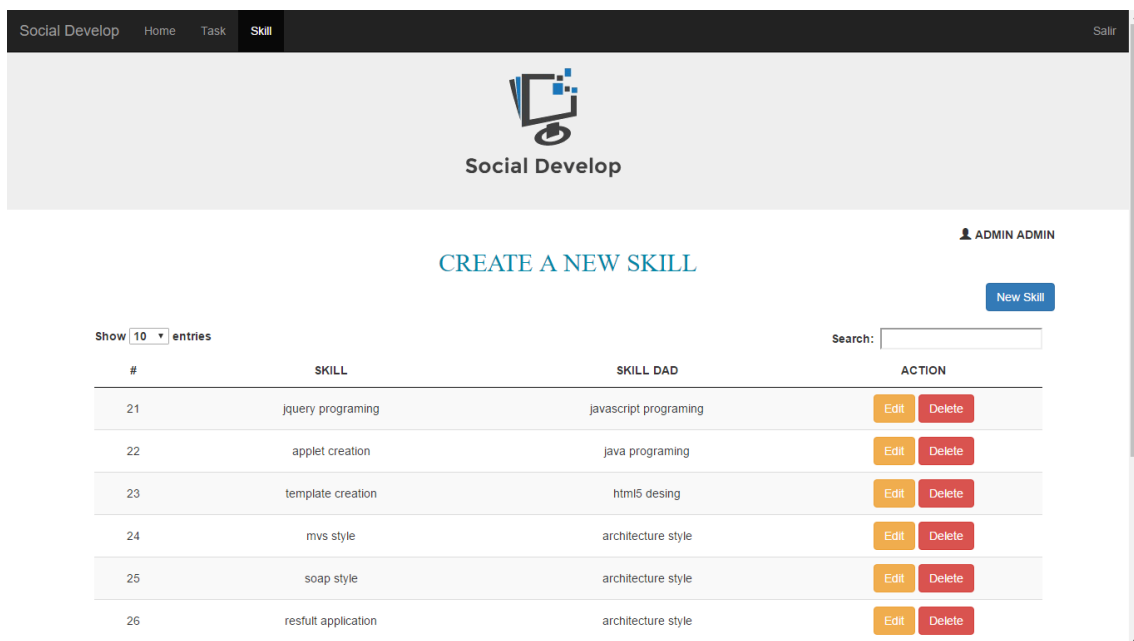 Social Develop Home Task Skill Salir
Social Develop
ADMIN ADMIN
CREATE A NEW SKILL
New Skill
Show 10 entries Search:
# SKILL SKILL DAD ACTION
21 jquery programing javascript programing Edit Delete
22 applet creation java programing Edit Delete
23 template creation html5 desing Edit Delete
24 mvs style architecture style Edit Delete
25 soap style architecture style Edit Delete
26 resfult application architecture style Edit Delete